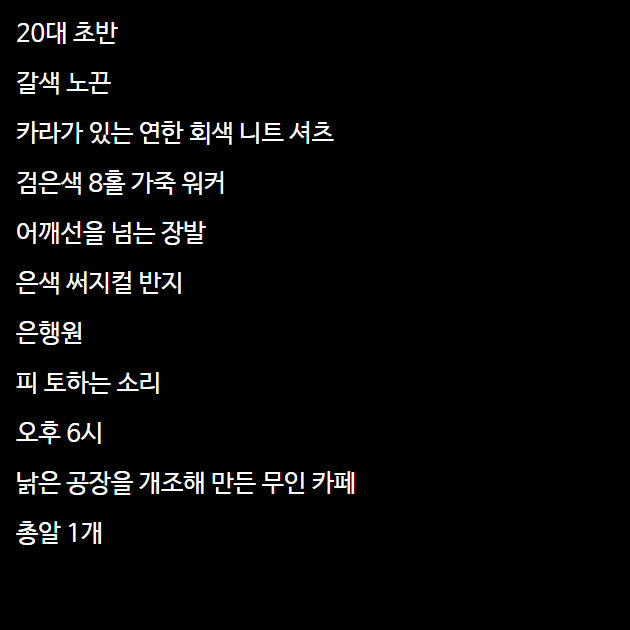 20대 초반
갈색 노끈
카라가 있는 연한 회색 니트 셔츠
검은색 8홀 가죽 워커
어깨선을 넘는 장발
은색 써지컬 반지
은행원
피 토하는 소리
오후 6시
낡은 공장을 개조해 만든 무인 카페
총알 1개